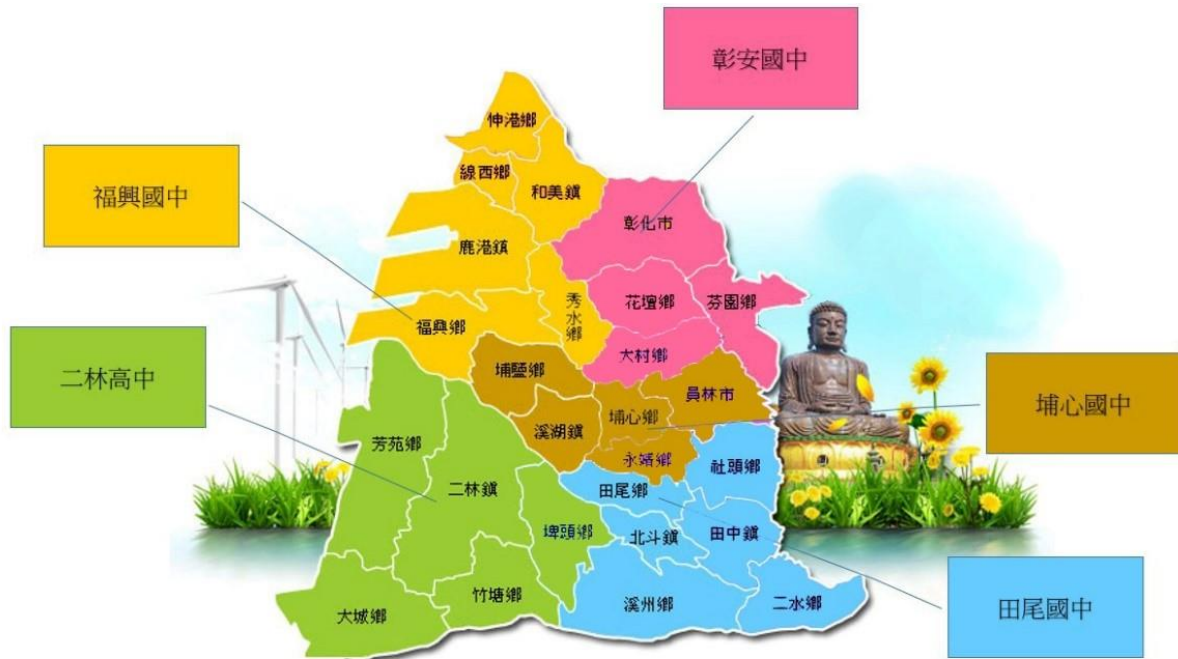 彰安國中
伸港鄉
福興國中
線西鄉
和美鎮
彰化市
鹿港鎮
秀水鄉
花壇鄉
芬園鄉
福興鄉
大村鄉
二林高中
埔鹽鄉
員林市
埔心國中
埔心鄉
溪湖鎮
芳苑鄉
永靖鄉
社頭鄉
二林鎮
田尾鄉
埤頭鄉
北斗鎮
田中鎮
竹塘鄉
溪州鄉
二水鄉
田尾國中
大城鄉